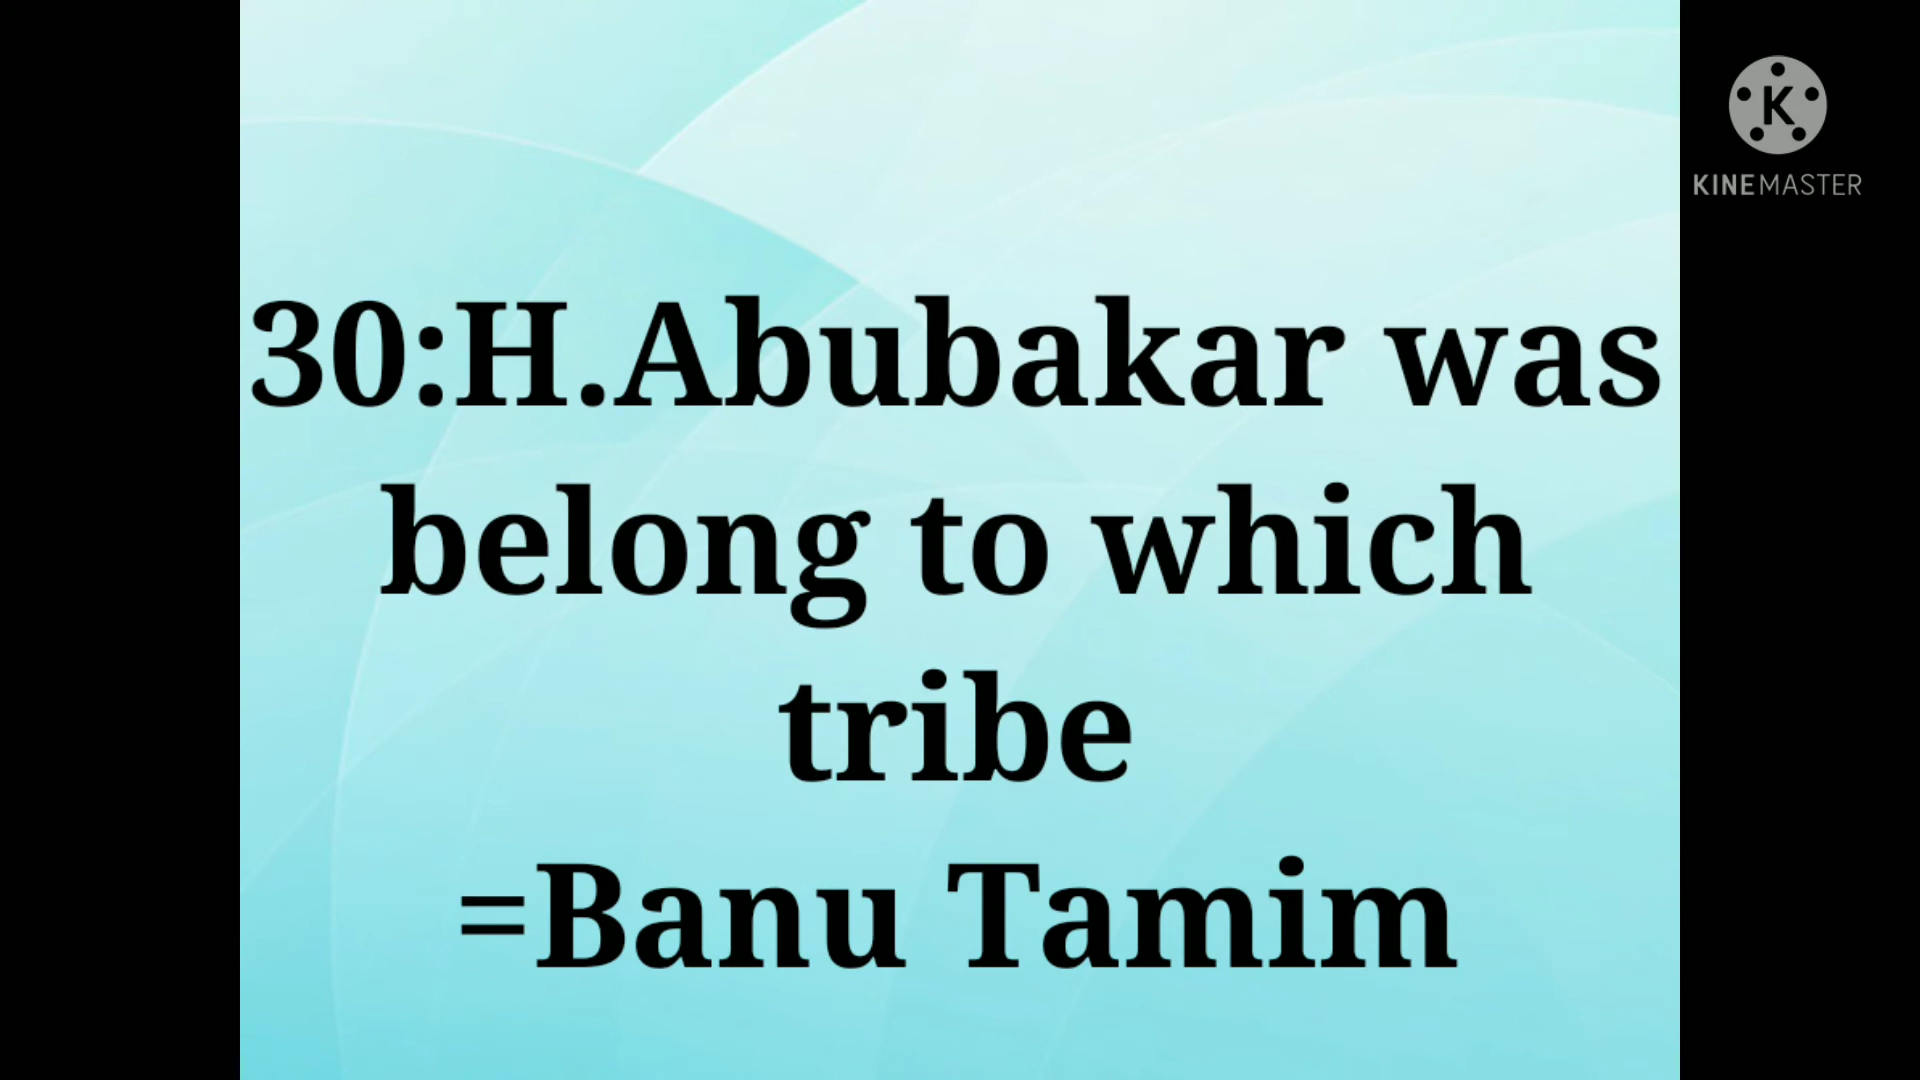 30:H.Abubakar was
belong to which
tribe
=Banu Tamim
K
KINEMASTER